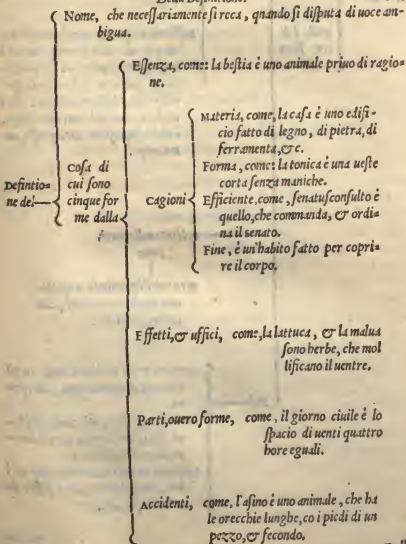 Nome, che neceſſariamente ſi reca, quando ſi diſputa di uoce am-
bigua.
Eſſenza, come: la beſtia è uno animale priuo di ragio=
ne.
Materia, come, la caſa è uno edifi-
cio fatto di legno, di pietra, di
ferramenta, &c.
Forma, come: la tonica è una ueſte
corta ſenza maniche.
Efficiente, come, ſenatuſconſulto è
quello, che commanda, & ordi=
na il ſenato.
Fine, è un'habito fatto per copri=
re il corpo.
Cagioni
Definitio=
ne del
Coſa di
cui ſono
cinque for
me dalla
Effetti, & uffici, come, la lattuca, & la malua
ſono herbe, che mol
lificano il uentre.
Parti, ouero forme, come, il giorno ciuile è lo
ſpacio di uenti quattro
hore eguali.
Accidenti, come, l'aſino è uno animale, che ha
le orecchie lunghe, co i piedi di un
pezzo, & fecondo.